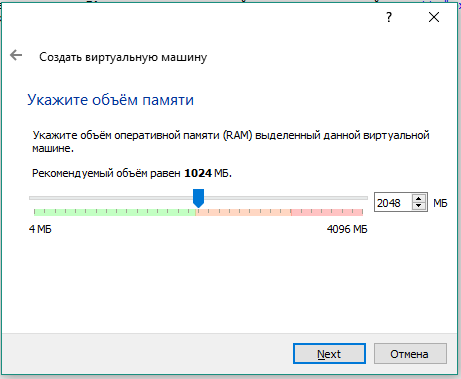 ?
Создать виртуальную машину
Укажите объём памяти
Укажите объём оперативной памяти (RAM) выделенный данной виртуальной
машине.
Рекомендуемый объём равен 1024 МБ.
2048 МБ
4 МБ 4096 МБ
Next Отмена